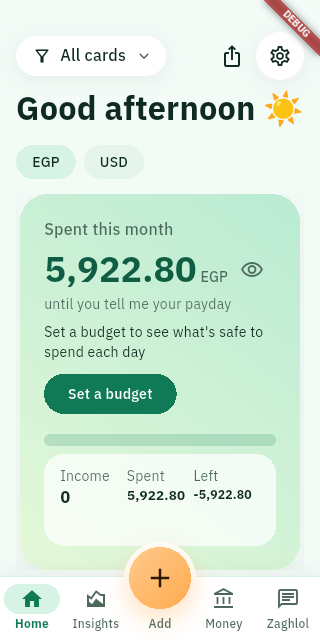 DEBUG
All cards
Good afternoon ☀️
EGP USD
Spent this month
5,922.80 EGP
until you tell me your payday
Set a budget to see what's safe to
spend each day
Set a budget
Income Spent Left
0 5,922.80 -5,922.80
Home Insights Add Money Zaghlol